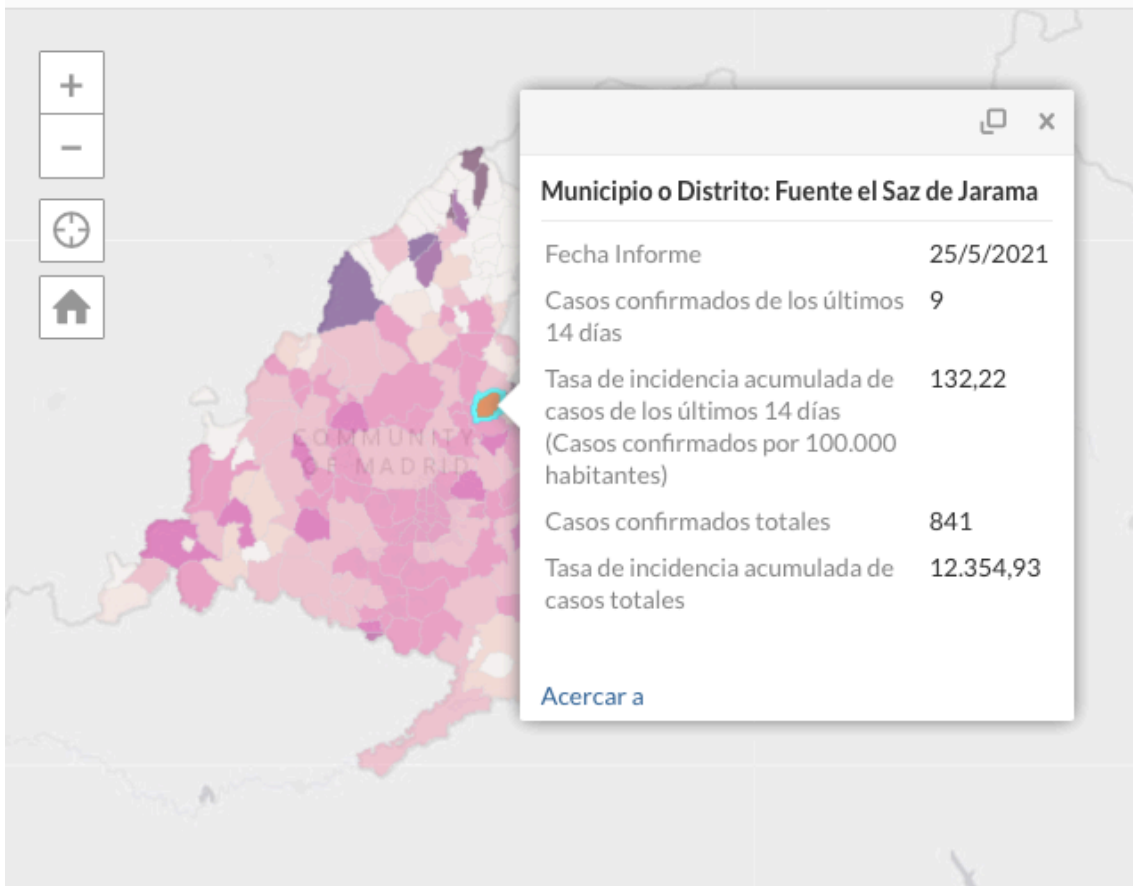 +
−
COMMUNITY
OF MADRID
Municipio o Distrito: Fuente el Saz de Jarama
Fecha Informe 25/5/2021
Casos confirmados de los últimos 9
14 días
Tasa de incidencia acumulada de 132,22
casos de los últimos 14 días
(Casos confirmados por 100.000
habitantes)
Casos confirmados totales 841
Tasa de incidencia acumulada de 12.354,93
casos totales
Acercar a